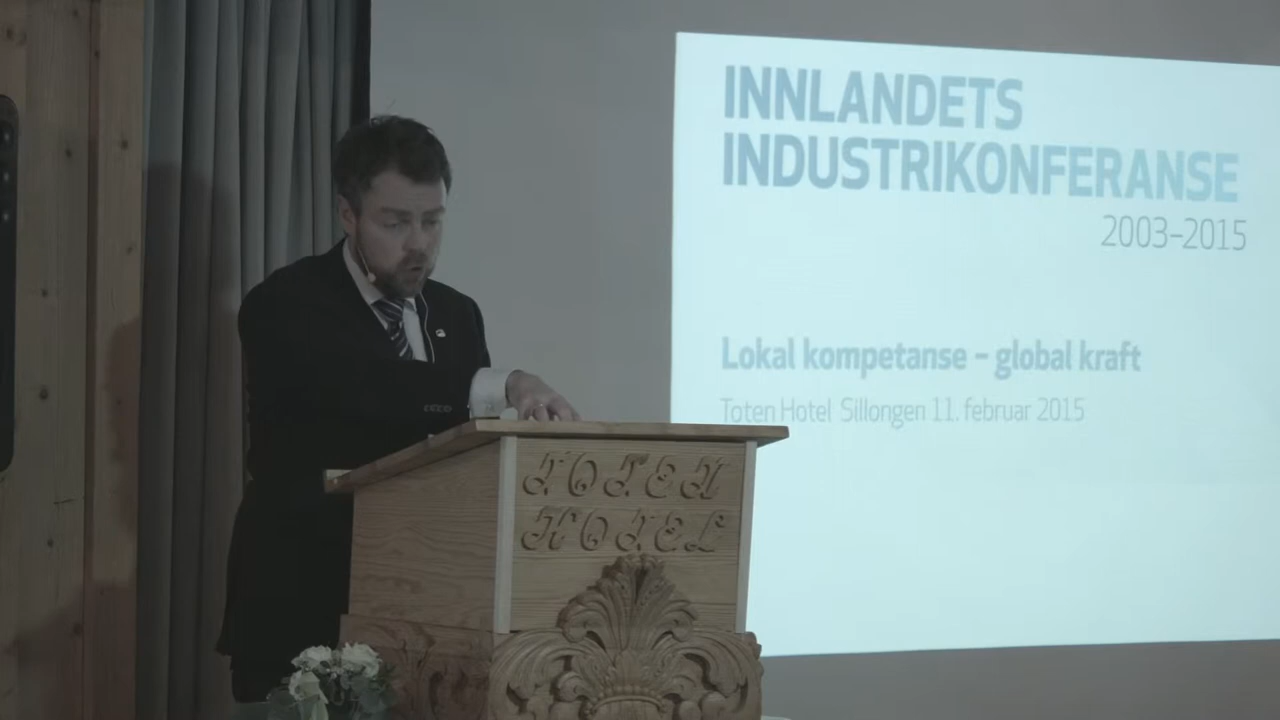 INNLANDETS
INDUSTRIKONFERANSE
2003–2015
Lokal kompetanse – global kraft
Toten Hotel Sillongen 11. februar 2015
TOTEN
HOTEL